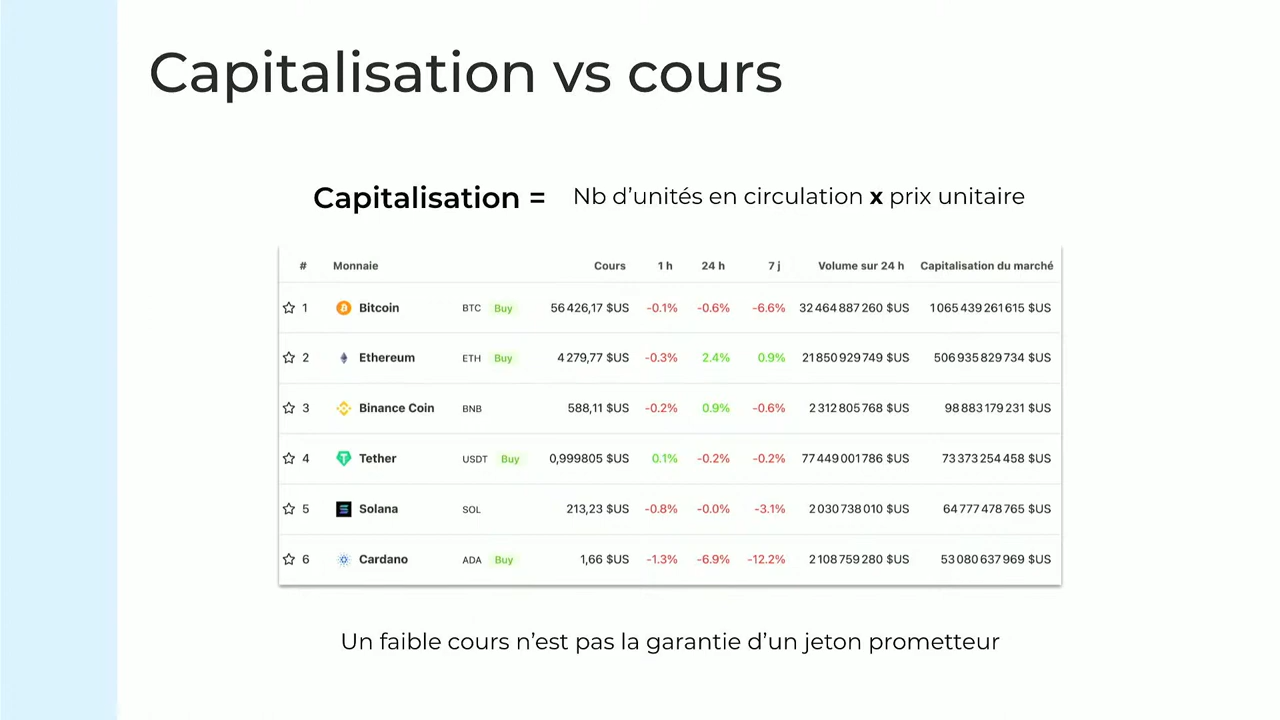 Capitalisation vs cours
Capitalisation = Nb d’unités en circulation x prix unitaire
# Monnaie Cours 1 h 24 h 7 j Volume sur 24 h Capitalisation du marché
1 Bitcoin BTC Buy 56 426,17 $US -0.1% -0.6% -6.6% 32 464 887 260 $US 1 065 439 261 615 $US
2 Ethereum ETH Buy 4 279,77 $US -0.3% 2.4% 0.9% 21 850 929 749 $US 506 935 829 734 $US
3 Binance Coin BNB 588,11 $US -0.2% 0.9% -0.6% 2 312 805 768 $US 98 883 179 231 $US
4 Tether USDT Buy 0,999805 $US 0.1% -0.2% -0.2% 77 449 001 786 $US 73 373 254 458 $US
5 Solana SOL 213,23 $US -0.8% -0.0% -3.1% 2 030 738 010 $US 64 777 478 765 $US
6 Cardano ADA Buy 1,66 $US -1.3% -6.9% -12.2% 2 108 759 280 $US 53 080 637 969 $US
Un faible cours n’est pas la garantie d’un jeton prometteur